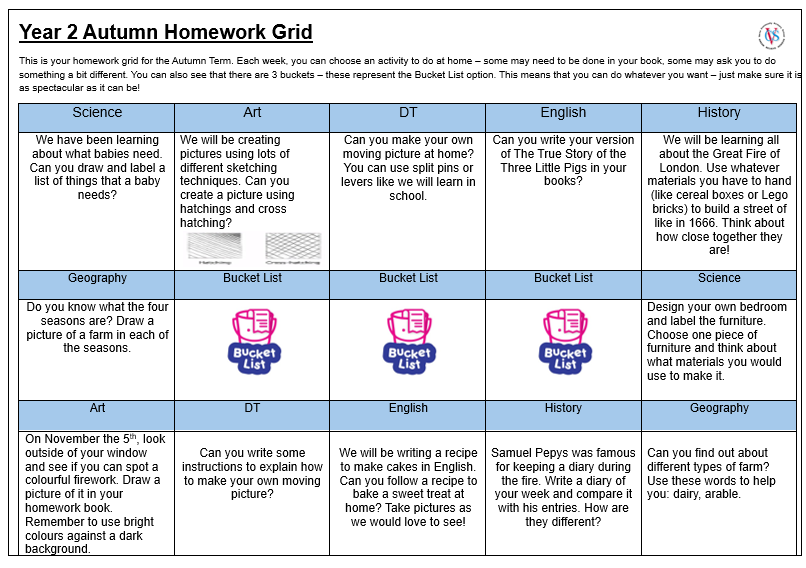 Year 2 Autumn Homework Grid
This is your homework grid for the Autumn Term. Each week, you can choose an activity to do at home – some may need to be done in your book, some may ask you to do
something a bit different. You can also see that there are 3 buckets – these represent the Bucket List option. This means that you can do whatever you want – just make sure it is
as spectacular as it can be!
Science
We have been learning
about what babies need.
Can you draw and label a
list of things that a baby
needs?
Art
We will be creating
pictures using lots of
different sketching
techniques. Can you
create a picture using
hatchings and cross
hatching?
Hatching
Cross-hatching
DT
Can you make your own
moving picture at home?
You can use split pins or
levers like we will learn in
school.
English
Can you write your version
of The True Story of the
Three Little Pigs in your
books?
History
We will be learning all
about the Great Fire of
London. Use whatever
materials you have to hand
(like cereal boxes or Lego
bricks) to build a street of
like in 1666. Think about
how close together they
are!
Geography
Do you know what the four
seasons are? Draw a
picture of a farm in each of
the seasons.
Bucket List
BUCKET
LIST
Bucket List
BUCKET
LIST
Bucket List
BUCKET
LIST
Science
Design your own bedroom
and label the furniture.
Choose one piece of
furniture and think about
what materials you would
use to make it.
Art
On November the 5th, look
outside of your window
and see if you can spot a
colourful firework. Draw a
picture of it in your
homework book.
Remember to use bright
colours against a dark
background.
DT
Can you write some
instructions to explain how
to make your own moving
picture?
English
We will be writing a recipe
to make cakes in English.
Can you follow a recipe to
bake a sweet treat at
home? Take pictures as
we would love to see!
History
Samuel Pepys was famous
for keeping a diary during
the fire. Write a diary of
your week and compare it
with his entries. How are
they different?
Geography
Can you find out about
different types of farm?
Use these words to help
you: dairy, arable.